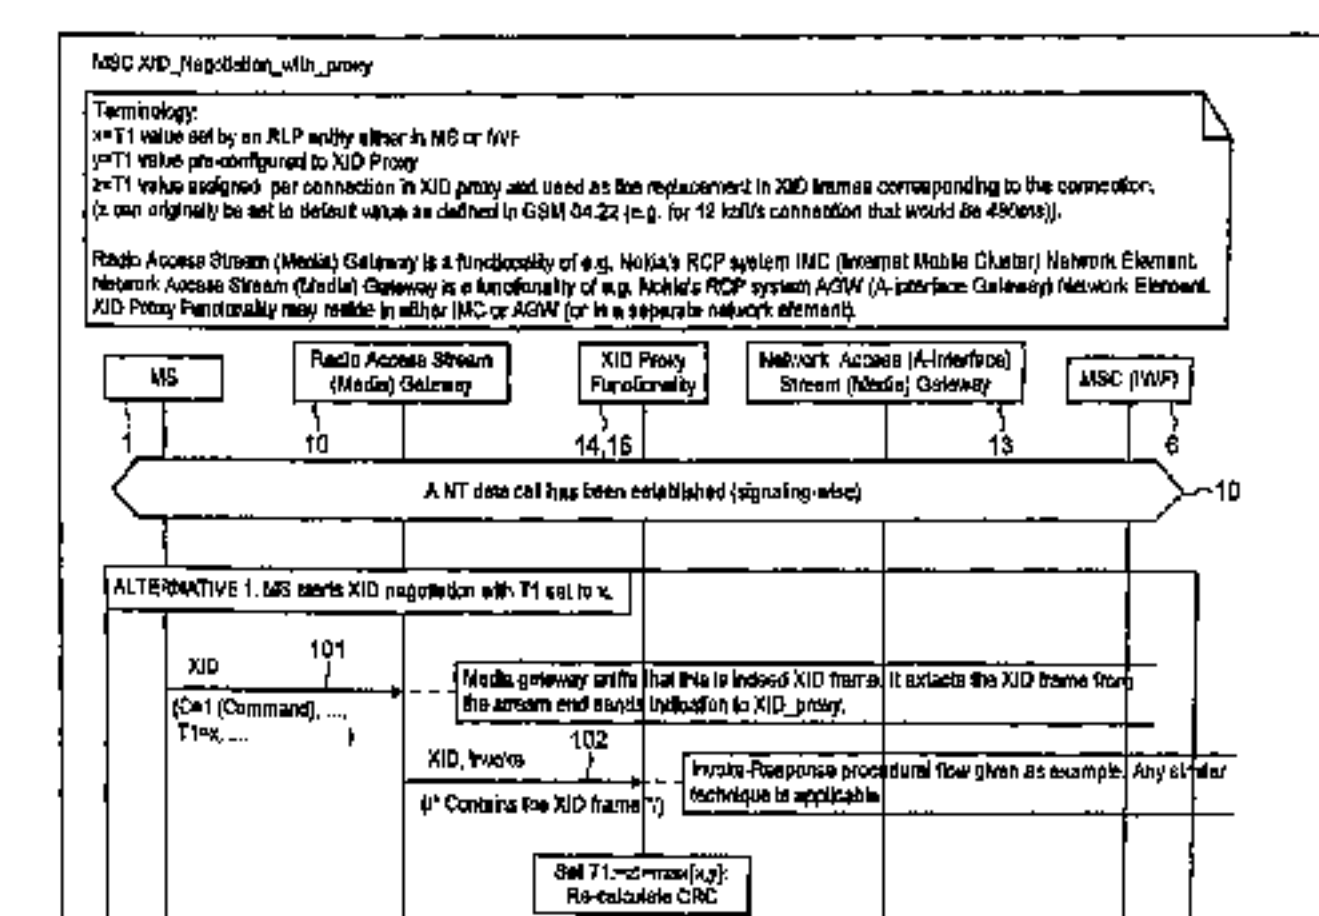 MSC XID_Negotiation_with_proxy
Terminology:
x=T1 value set by an RLP entity either in MS or IWF
y=T1 value pre-configured to XID Proxy
z=T1 value assigned per connection in XID proxy and used as the replacement in XID frames corresponding to the connection.
(z can originally be set to default value as defined in GSM 04.22 (e.g. for 12 kbit/s connection that would be 480ms)).
Radio Access Stream (Media) Gateway is a functionality of e.g. Nokia's RCP system IMC (Internet Mobile Cluster) Network Element.
Network Access Stream (Media) Gateway is a functionality of e.g. Nokia's RCP system AGW (A-interface Gateway) Network Element.
XID Proxy Functionality may reside in either IMC or AGW (or in a separate network element).
MS
Radio Access Stream
(Media) Gateway
XID Proxy
Functionality
Network Access (A-Interface)
Stream (Media) Gateway
MSC (IWF)
1
10
14,16
13
6
A NT data call has been established (signaling-wise)
10
ALTERNATIVE 1. MS starts XID negotiation with T1 set to x.
XID
101
(C=1 (Command), ...,
T1=x, ....
)
Media gateway sniffs that this is indeed XID frame. It extacts the XID frame from
the stream and sends indication to XID_proxy.
XID, Invoke
102
(/* Contains the XID frame */)
Invoke-Response procedural flow given as example. Any similar
technique is applicable
Set T1:=z=max[x,y]:
Re-calculate CRC